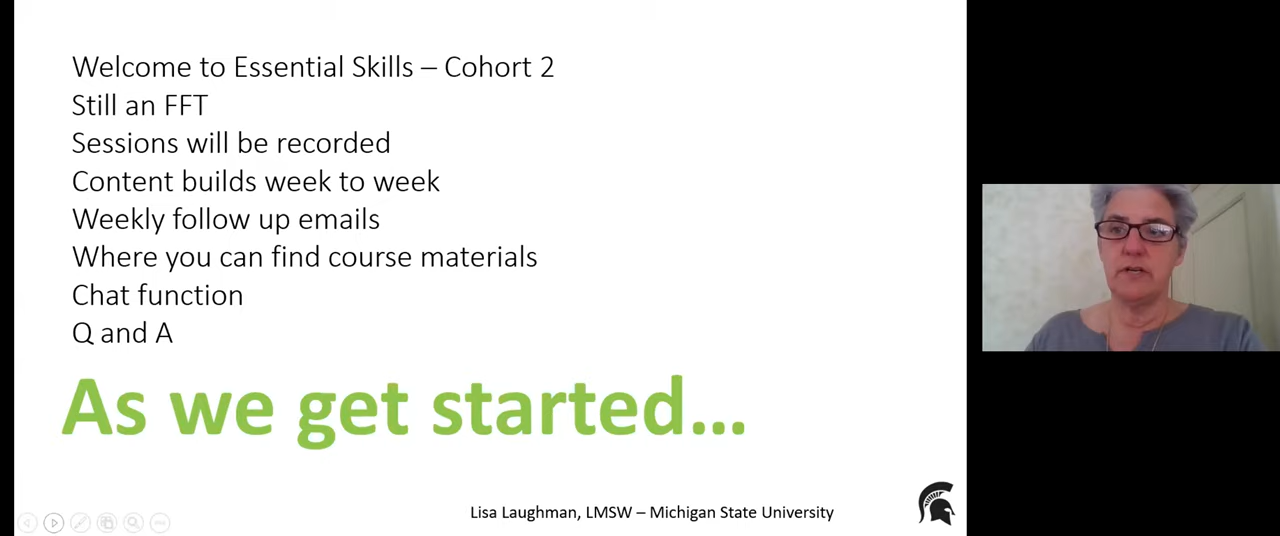 Welcome to Essential Skills – Cohort 2
Still an FFT
Sessions will be recorded
Content builds week to week
Weekly follow up emails
Where you can find course materials
Chat function
Q and A
As we get started...
Lisa Laughman, LMSW – Michigan State University